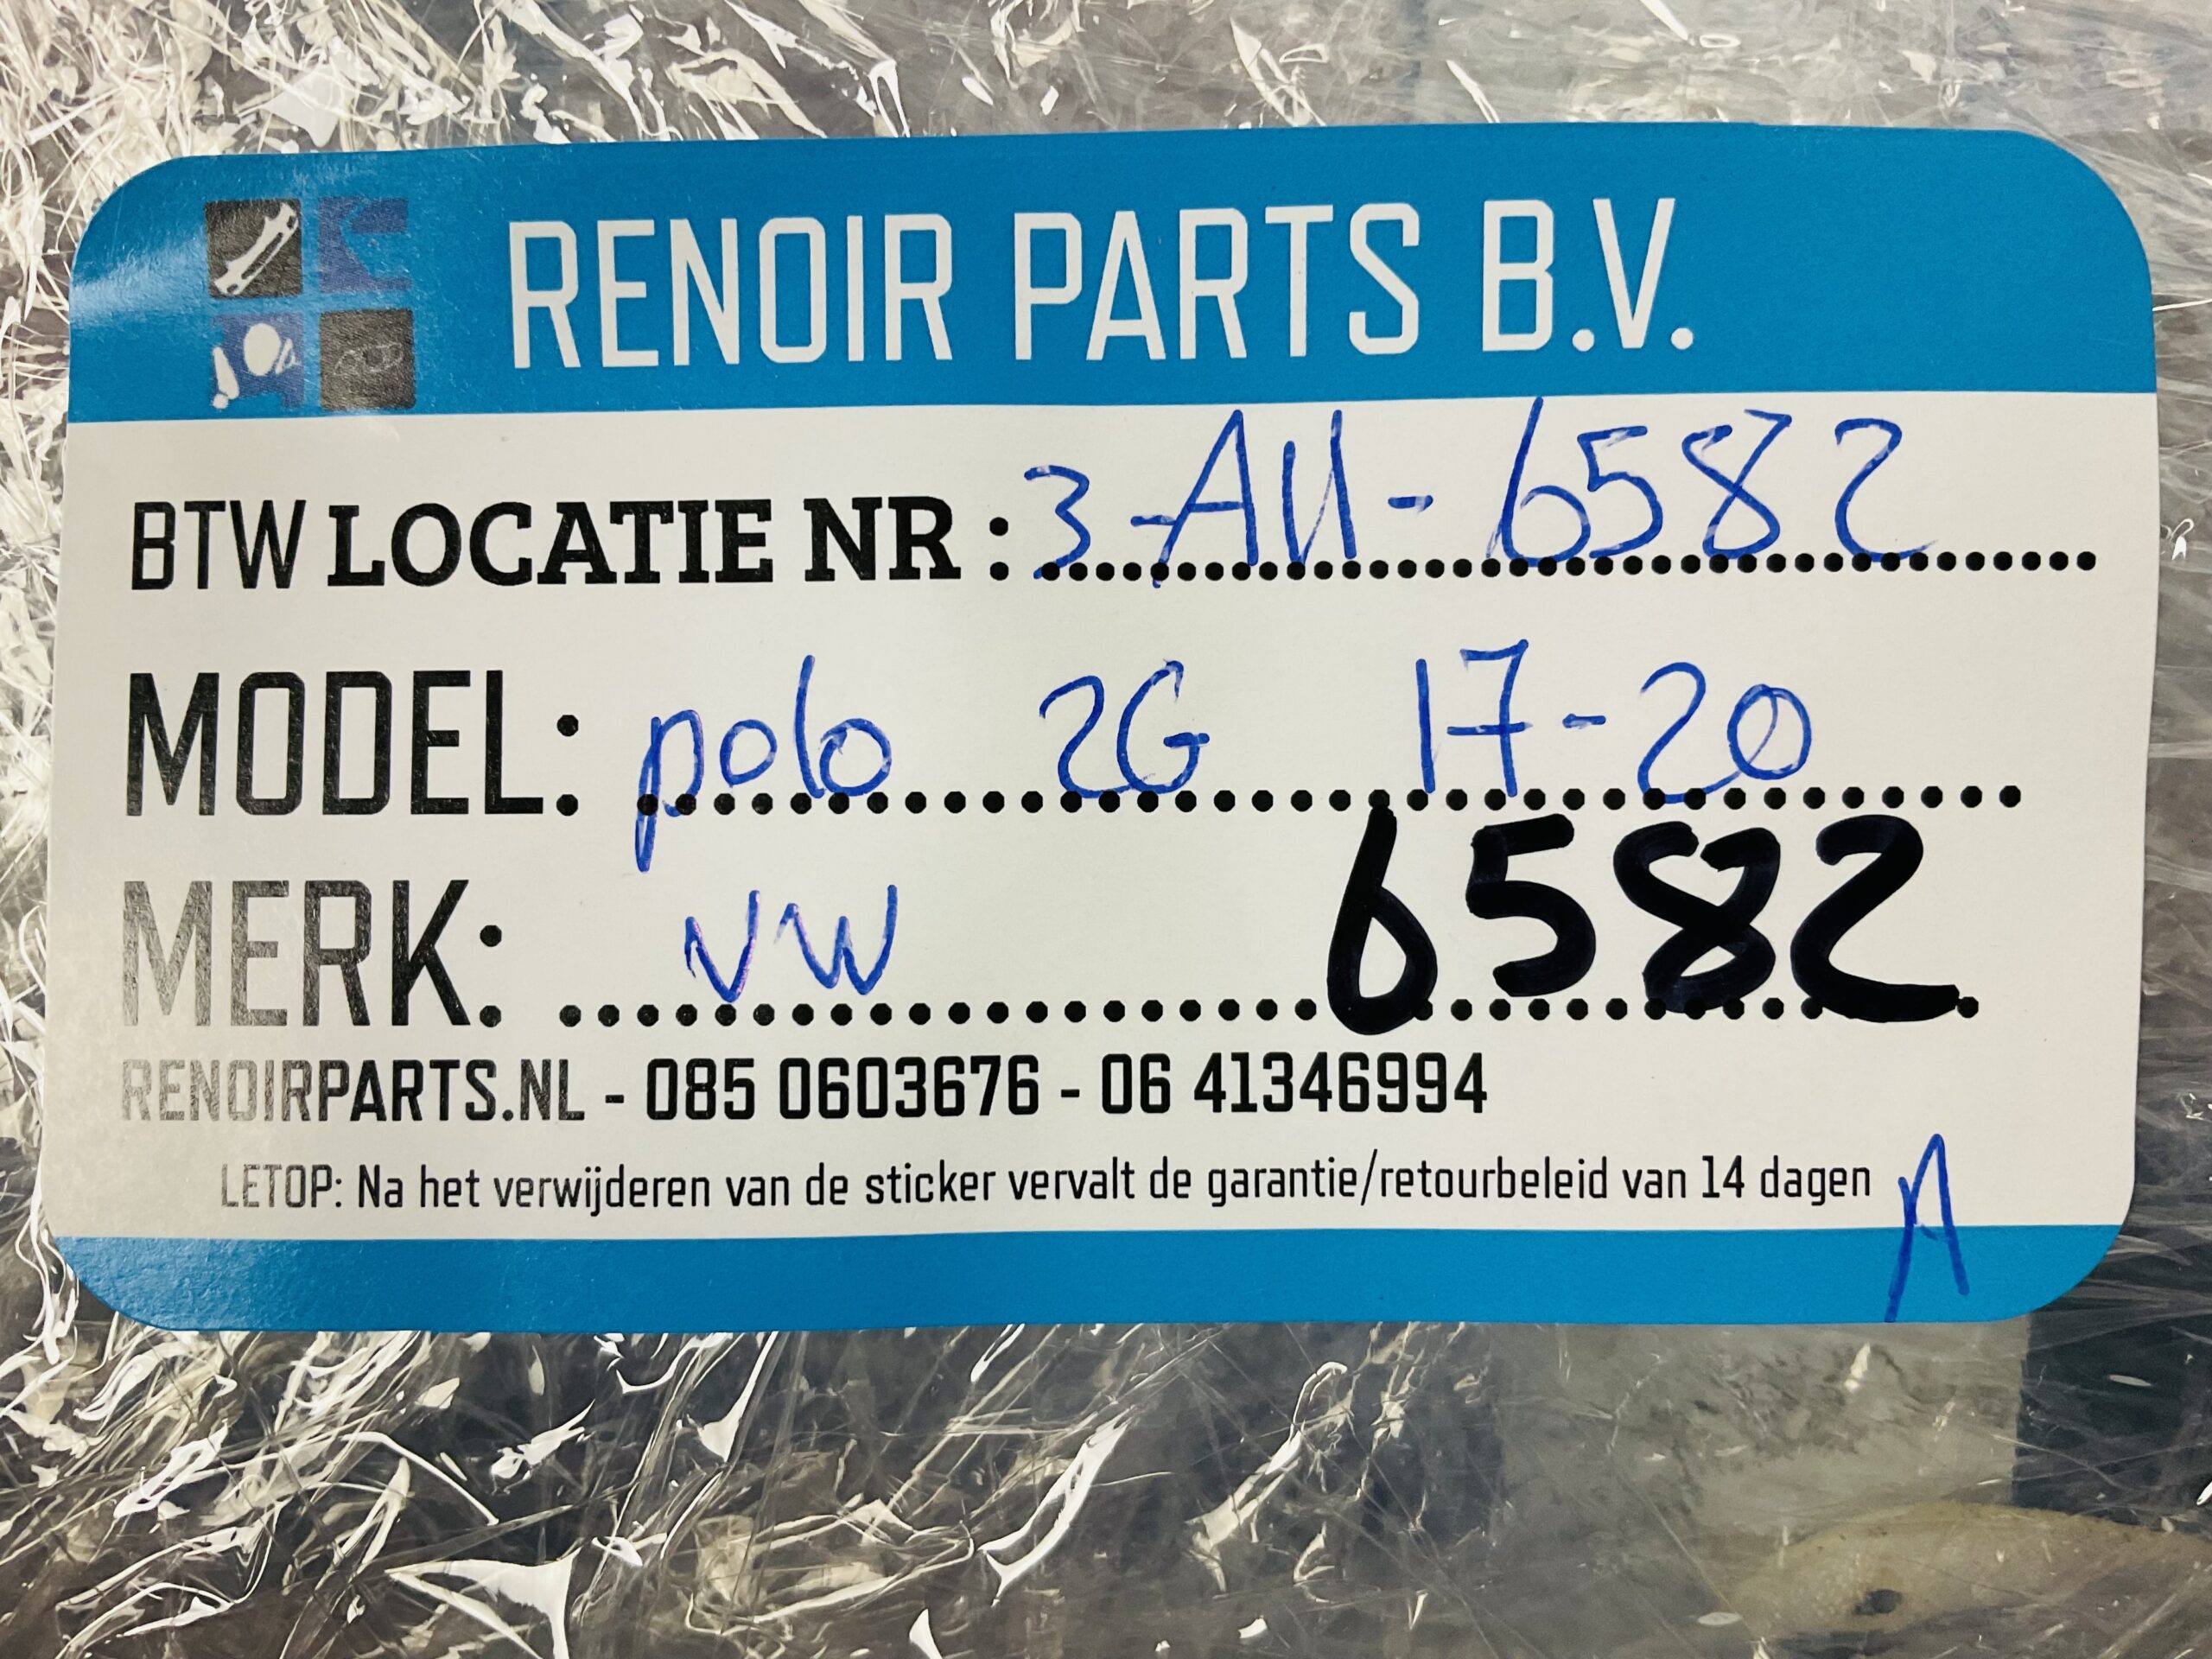 RENOIR PARTS B.V.
BTW LOCATIE NR : 3-AU-6582
MODEL: polo 2G 17-20
MERK: VW 6582
RENOIRPARTS.NL - 085 0603676 - 06 41346994
LETOP: Na het verwijderen van de sticker vervalt de garantie/retourbeleid van 14 dagen
A